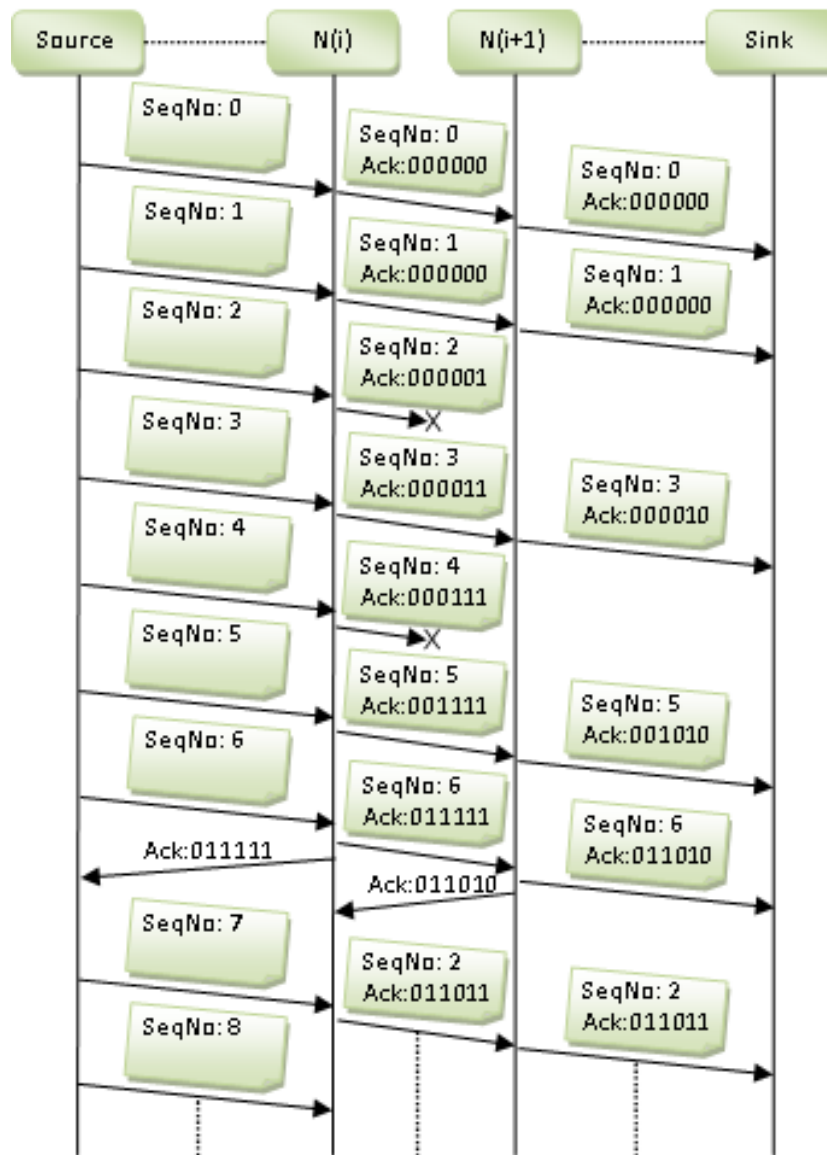 Source
N(i)
N(i+1)
Sink
SeqNo: 0
SeqNo: 0
Ack:000000
SeqNo: 0
Ack:000000
SeqNo: 1
SeqNo: 1
Ack:000000
SeqNo: 1
Ack:000000
SeqNo: 2
SeqNo: 2
Ack:000001
X
SeqNo: 3
SeqNo: 3
Ack:000011
SeqNo: 3
Ack:000010
SeqNo: 4
SeqNo: 4
Ack:000111
X
SeqNo: 5
SeqNo: 5
Ack:001111
SeqNo: 5
Ack:001010
SeqNo: 6
SeqNo: 6
Ack:011111
SeqNo: 6
Ack:011010
Ack:011111
Ack:011010
SeqNo: 7
SeqNo: 2
Ack:011011
SeqNo: 2
Ack:011011
SeqNo: 8